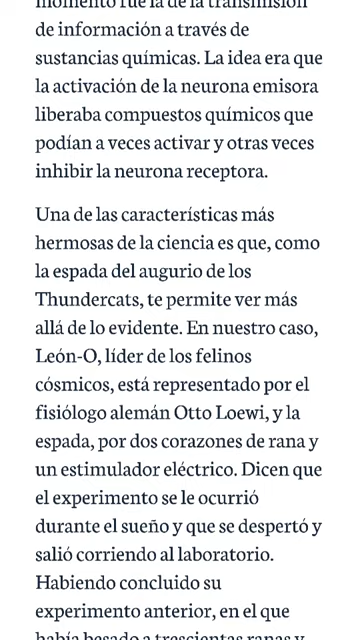 momento fue la de la transmisión
de información a través de
sustancias químicas. La idea era que
la activación de la neurona emisora
liberaba compuestos químicos que
podían a veces activar y otras veces
inhibir la neurona receptora.
Una de las características más
hermosas de la ciencia es que, como
la espada del augurio de los
Thundercats, te permite ver más
allá de lo evidente. En nuestro caso,
León-O, líder de los felinos
cósmicos, está representado por el
fisiólogo alemán Otto Loewi, y la
espada, por dos corazones de rana y
un estimulador eléctrico. Dicen que
el experimento se le ocurrió
durante el sueño y que se despertó y
salió corriendo al laboratorio.
Habiendo concluido su
experimento anterior, en el que
había besado a trescientas ranas y